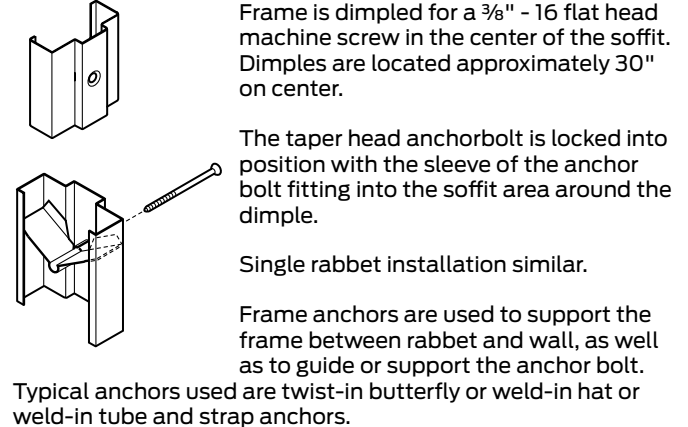 Frame is dimpled for a ⅜" - 16 flat head
machine screw in the center of the soffit.
Dimples are located approximately 30"
on center.
The taper head anchorbolt is locked into
position with the sleeve of the anchor
bolt fitting into the soffit area around the
dimple.
Single rabbet installation similar.
Frame anchors are used to support the
frame between rabbet and wall, as well
as to guide or support the anchor bolt.
Typical anchors used are twist-in butterfly or weld-in hat or
weld-in tube and strap anchors.